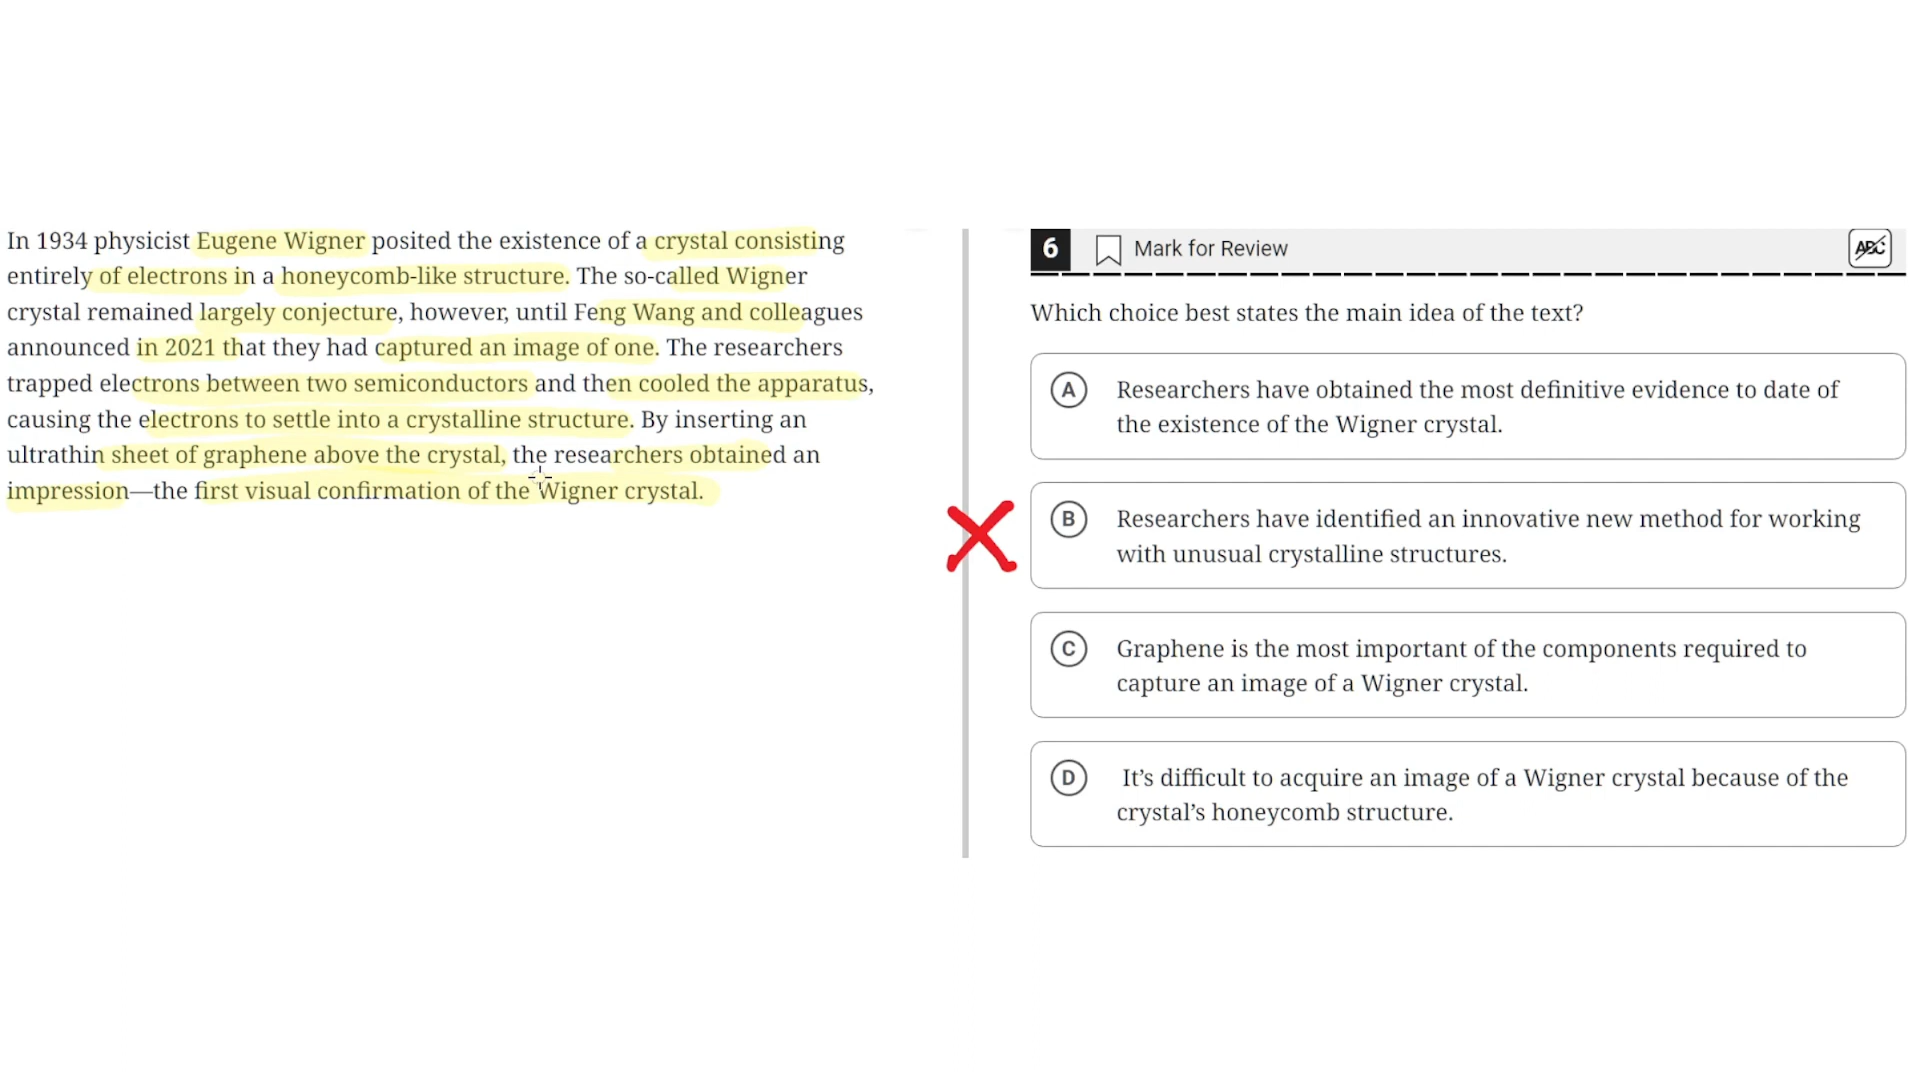 In 1934 physicist Eugene Wigner posited the existence of a crystal consisting
entirely of electrons in a honeycomb-like structure. The so-called Wigner
crystal remained largely conjecture, however, until Feng Wang and colleagues
announced in 2021 that they had captured an image of one. The researchers
trapped electrons between two semiconductors and then cooled the apparatus,
causing the electrons to settle into a crystalline structure. By inserting an
ultrathin sheet of graphene above the crystal, the researchers obtained an
impression—the first visual confirmation of the Wigner crystal.
6 Mark for Review ABC
Which choice best states the main idea of the text?
A Researchers have obtained the most definitive evidence to date of
the existence of the Wigner crystal.
B Researchers have identified an innovative new method for working
with unusual crystalline structures.
C Graphene is the most important of the components required to
capture an image of a Wigner crystal.
D It’s difficult to acquire an image of a Wigner crystal because of the
crystal’s honeycomb structure.